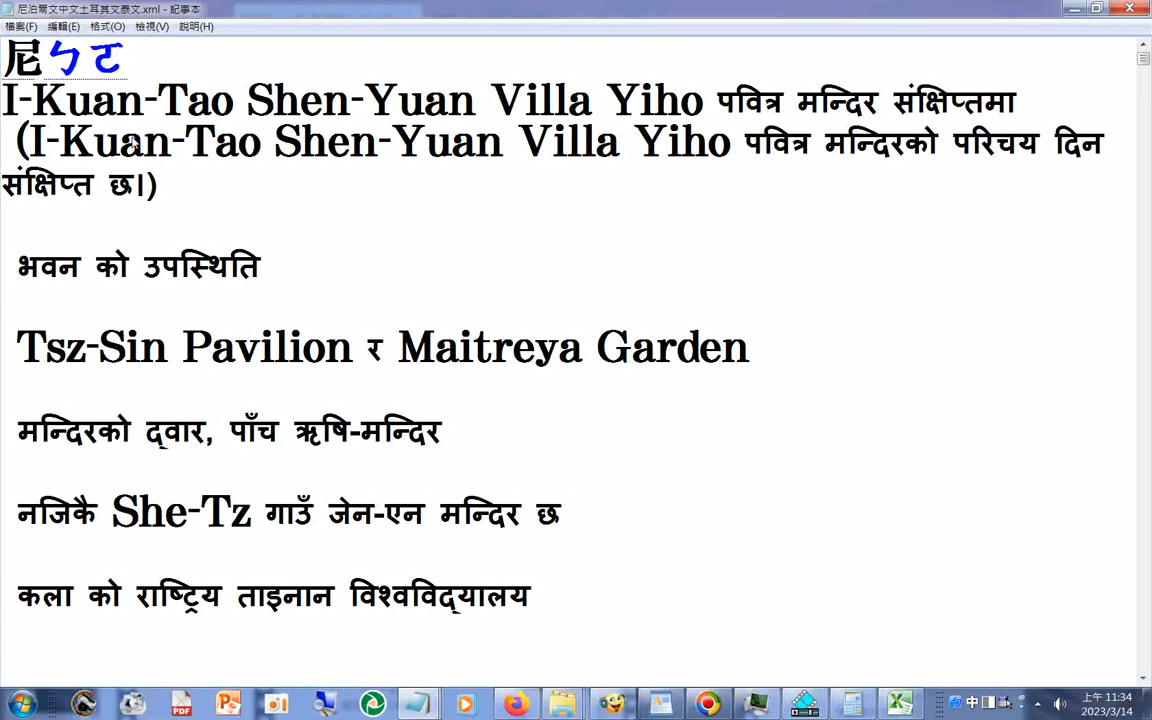 尼泊爾文中文土耳其文泰文.xml - 記事本
檔案(F) 編輯(E) 格式(O) 檢視(V) 說明(H)
尼ㄅㄛ
I-Kuan-Tao Shen-Yuan Villa Yiho पवित्र मन्दिर संक्षिप्तमा
(I-Kuan-Tao Shen-Yuan Villa Yiho पवित्र मन्दिरको परिचय दिन
संक्षिप्त छ।)
भवन को उपस्थिति
Tsz-Sin Pavilion र Maitreya Garden
मन्दिरको द्वार, पाँच ऋषि-मन्दिर
नजिकै She-Tz गाउँ जेन-एन मन्दिर छ
कला को राष्ट्रिय ताइनान विश्वविद्यालय
中
上午 11:34
2023/3/14